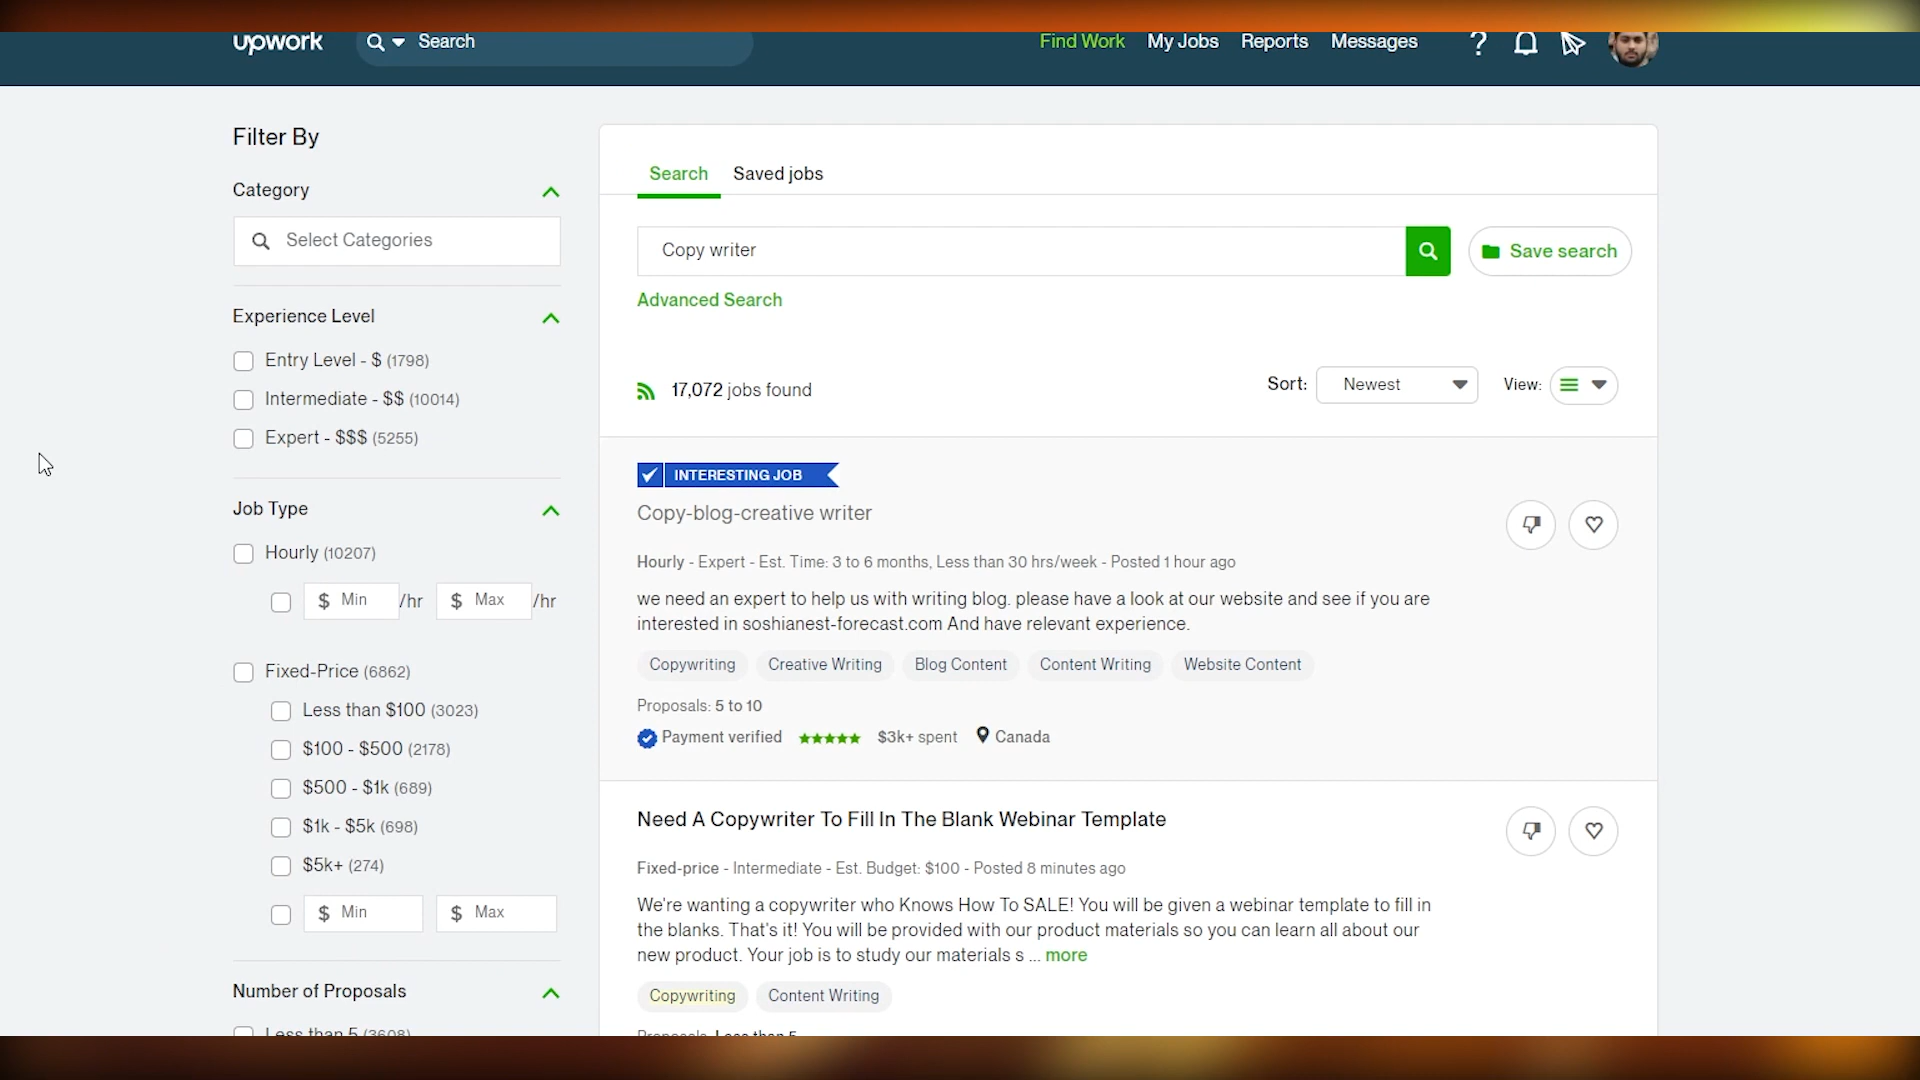 upwork
Search
Find Work
My Jobs
Reports
Messages
?
Filter By
Category
Select Categories
Experience Level
Entry Level - $ (1798)
Intermediate - $$ (10014)
Expert - $$$ (5255)
Job Type
Hourly (10207)
$ Min /hr $ Max /hr
Fixed-Price (6862)
Less than $100 (3023)
$100 - $500 (2178)
$500 - $1k (689)
$1k - $5k (698)
$5k+ (274)
$ Min $ Max
Number of Proposals
Less than 5 (3608)
Search Saved jobs
Copy writer
Save search
Advanced Search
17,072 jobs found
Sort: Newest
View:
INTERESTING JOB
Copy-blog-creative writer
Hourly - Expert - Est. Time: 3 to 6 months, Less than 30 hrs/week - Posted 1 hour ago
we need an expert to help us with writing blog. please have a look at our website and see if you are
interested in soshianest-forecast.com And have relevant experience.
Copywriting Creative Writing Blog Content Content Writing Website Content
Proposals: 5 to 10
Payment verified $3k+ spent Canada
Need A Copywriter To Fill In The Blank Webinar Template
Fixed-price - Intermediate - Est. Budget: $100 - Posted 8 minutes ago
We're wanting a copywriter who Knows How To SALE! You will be given a webinar template to fill in
the blanks. That's it! You will be provided with our product materials so you can learn all about our
new product. Your job is to study our materials s ... more
Copywriting Content Writing
Proposals: Less than 5